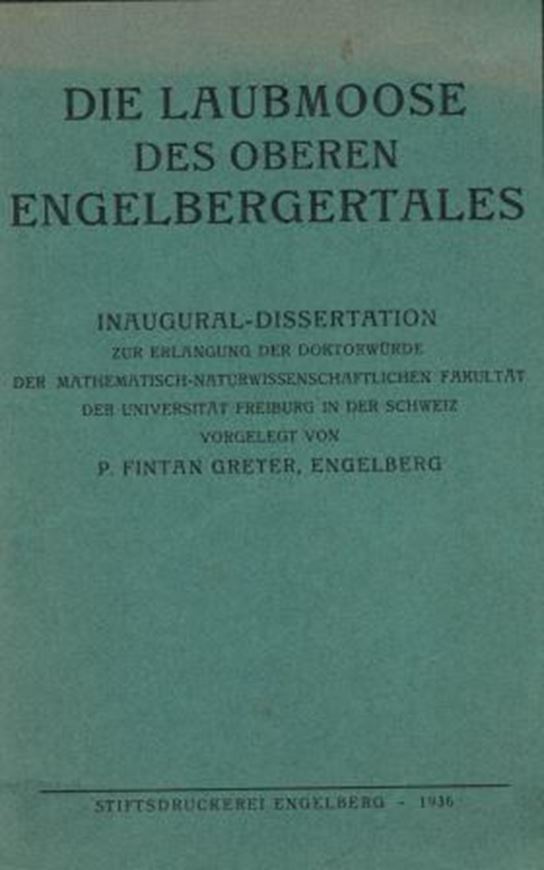 DIE LAUBMOOSE
DES OBEREN
ENGELBERGERTALES
INAUGURAL-DISSERTATION
ZUR ERLANGUNG DER DOKTORWÜRDE
DER MATHEMATISCH-NATURWISSENSCHAFTLICHEN FAKULTÄT
DER UNIVERSITÄT FREIBURG IN DER SCHWEIZ
VORGELEGT VON
P. FINTAN GRETER, ENGELBERG
STIFTSDRUCKEREI ENGELBERG - 1936